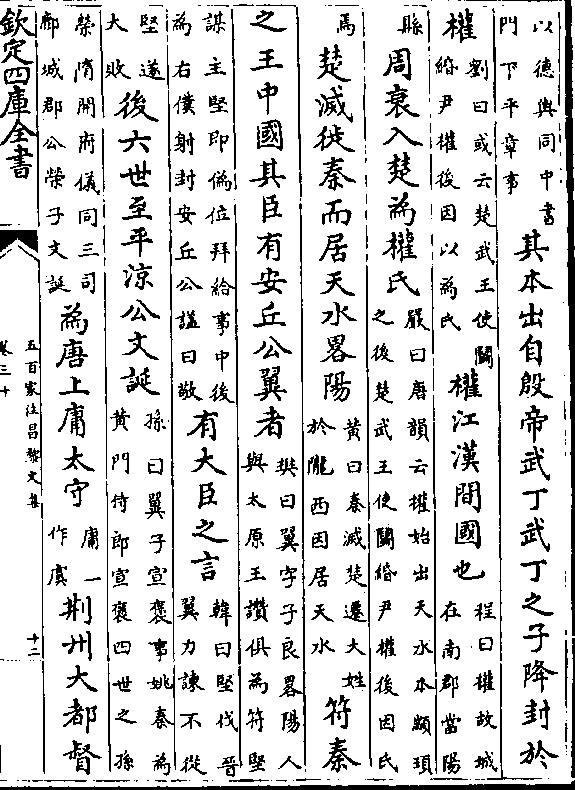 以德輿同中書門下平章事其本出自殷帝武丁武丁之子降封於
權劉曰或云楚武王使鬬緡尹權後因以為氏權江漢間國也程曰權故城在南郡當陽
縣周衰入楚為權氏嚴曰唐韻云權始出天水本顓頊之後楚武王使鬬緡尹權後因氏
焉楚滅徙秦而居天水畧陽黄曰秦滅楚遷大姓於隴西因居天水符秦
之王中國其臣有安丘公翼者樊曰翼字子良畧陽人與太原王讚俱為符堅
謀主堅即偽位拜給事中後為右僕射封安丘公諡曰敬有大臣之言韓曰堅伐晉翼力諫不從
堅遂大敗後六世至平涼公文誕孫曰翼子宣褒事姚秦為黄門侍郎宣褒四世之孫
榮隋開府儀同三司郿城郡公榮子文誕為唐上庸太守庸一作虞荆州大都督
欽定四庫全書
五百家注昌黎文集
卷三十
十二